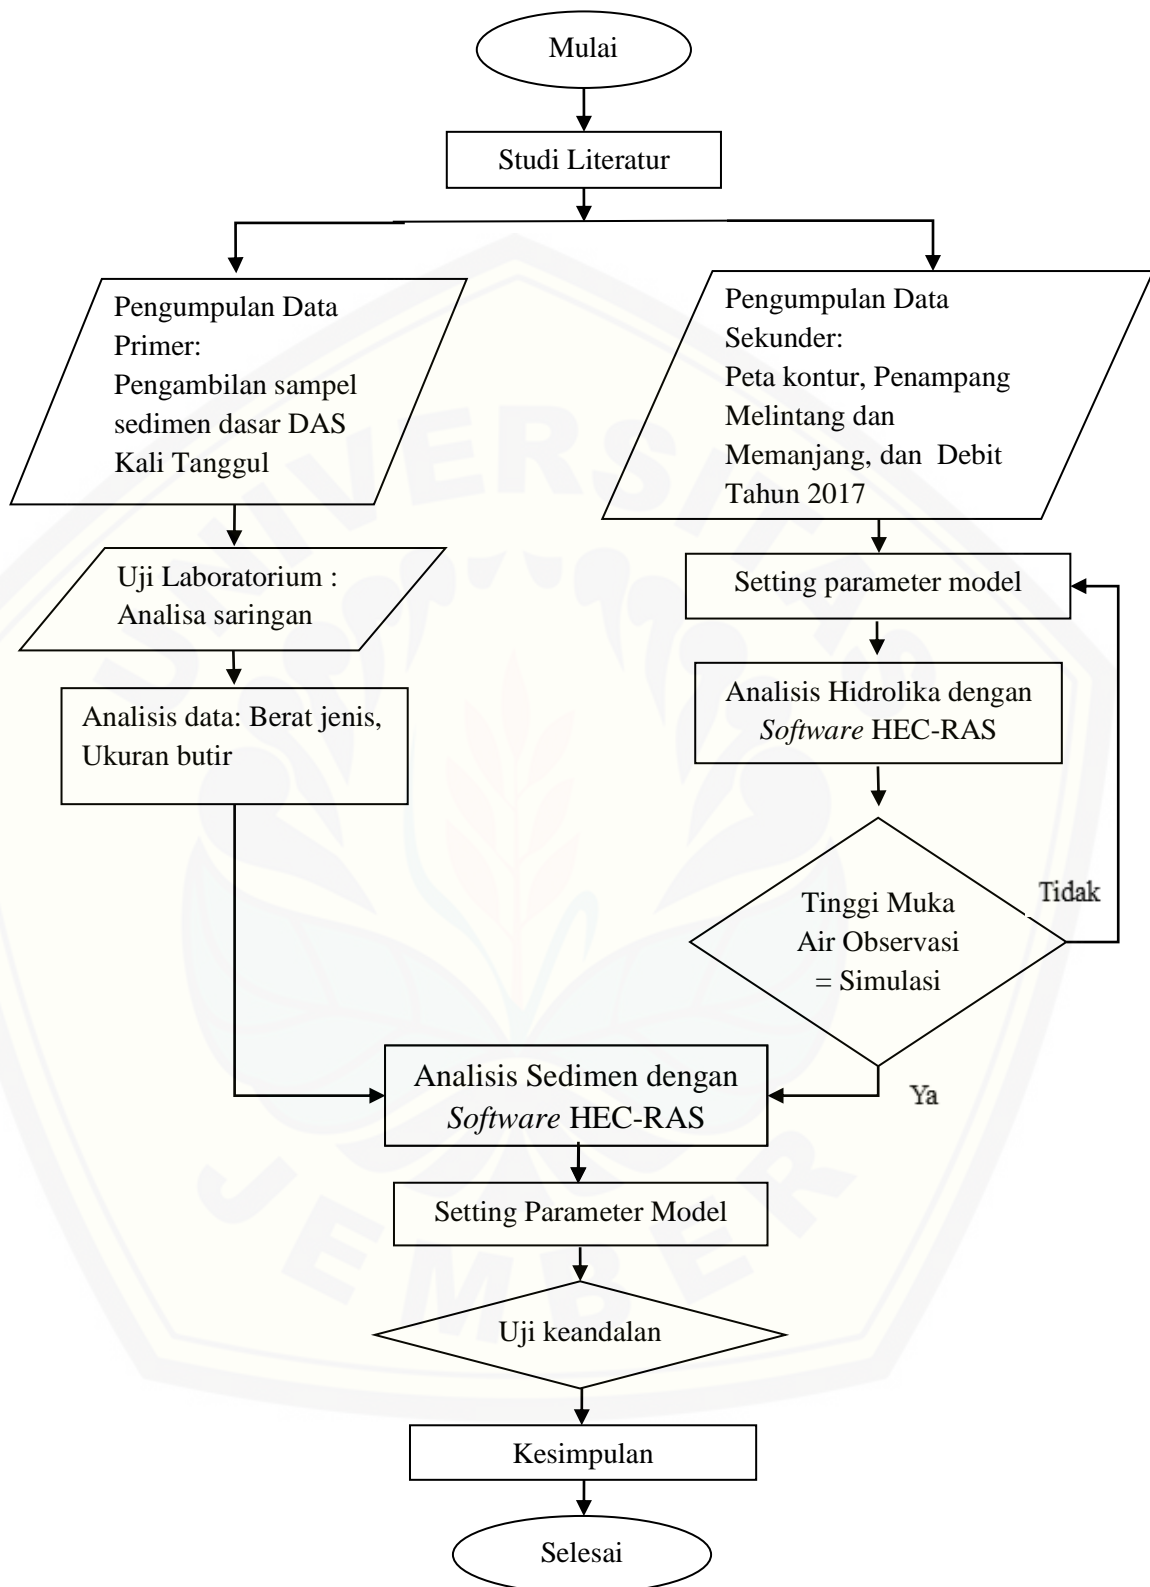 Mulai
Studi Literatur
Pengumpulan Data
Primer:
Pengambilan sampel
sedimen dasar DAS
Kali Tanggul
Pengumpulan Data
Sekunder:
Peta kontur, Penampang
Melintang dan
Memanjang, dan Debit
Tahun 2017
Uji Laboratorium :
Analisa saringan
Setting parameter model
Analisis data: Berat jenis,
Ukuran butir
Analisis Hidrolika dengan
Software HEC-RAS
Tinggi Muka
Air Observasi
= Simulasi
Tidak
Ya
Analisis Sedimen dengan
Software HEC-RAS
Setting Parameter Model
Uji keandalan
Kesimpulan
Selesai
UNIVERSITAS
JEMBER